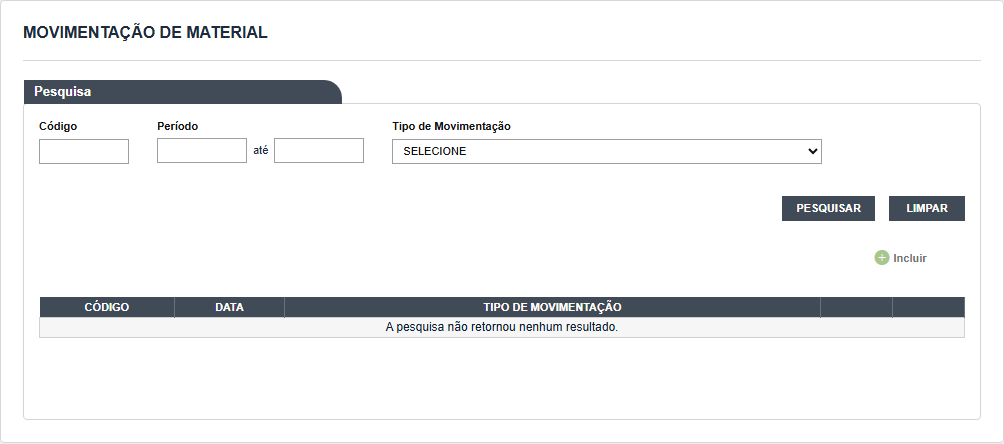 MOVIMENTAÇÃO DE MATERIAL
Pesquisa
Código Período Tipo de Movimentação
até SELECIONE
PESQUISAR LIMPAR
Incluir
CÓDIGO DATA TIPO DE MOVIMENTAÇÃO
A pesquisa não retornou nenhum resultado.